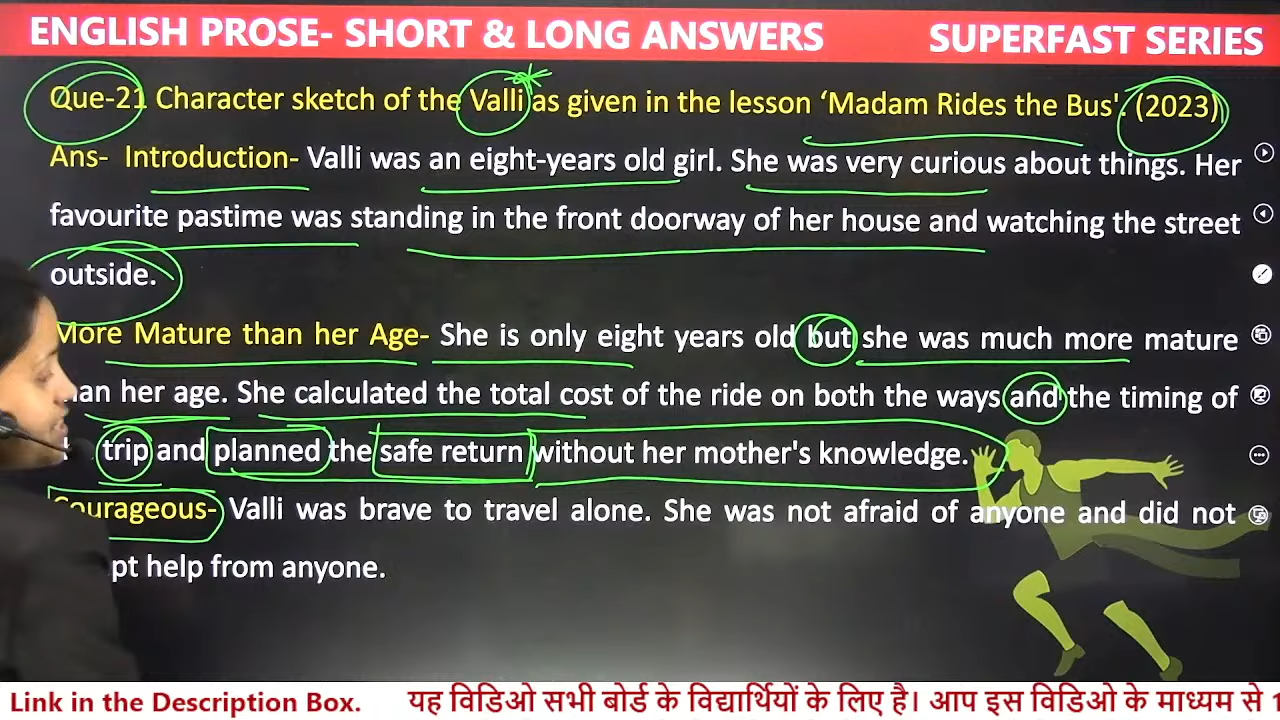 ENGLISH PROSE- SHORT & LONG ANSWERS SUPERFAST SERIES
Que-21 Character sketch of the Valli as given in the lesson ‘Madam Rides the Bus'. (2023)
Ans- Introduction- Valli was an eight-years old girl. She was very curious about things. Her
favourite pastime was standing in the front doorway of her house and watching the street
outside.
More Mature than her Age- She is only eight years old but she was much more mature
han her age. She calculated the total cost of the ride on both the ways and the timing of
trip and planned the safe return without her mother's knowledge.
Courageous- Valli was brave to travel alone. She was not afraid of anyone and did not
pt help from anyone.
Link in the Description Box. यह विडिओ सभी बोर्ड के विद्यार्थियों के लिए है। आप इस विडिओ के माध्यम से 1